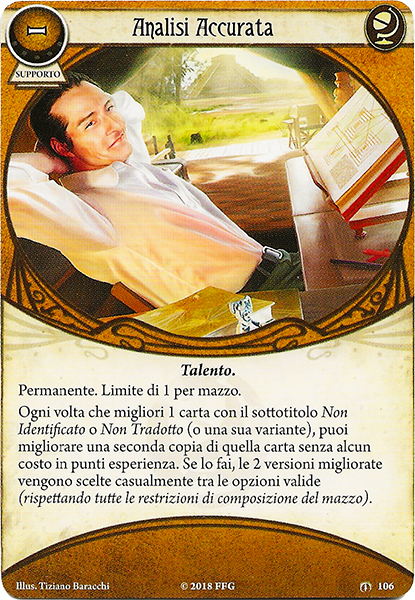 Analisi Accurata
SUPPORTO
Talento.
Permanente. Limite di 1 per mazzo.
Ogni volta che migliori 1 carta con il sottotitolo Non
Identificato o Non Tradotto (o una sua variante), puoi
migliorare una seconda copia di quella carta senza alcun
costo in punti esperienza. Se lo fai, le 2 versioni migliorate
vengono scelte casualmente tra le opzioni valide
(rispettando tutte le restrizioni di composizione del mazzo).
Illus. Tiziano Baracchi © 2018 FFG 106